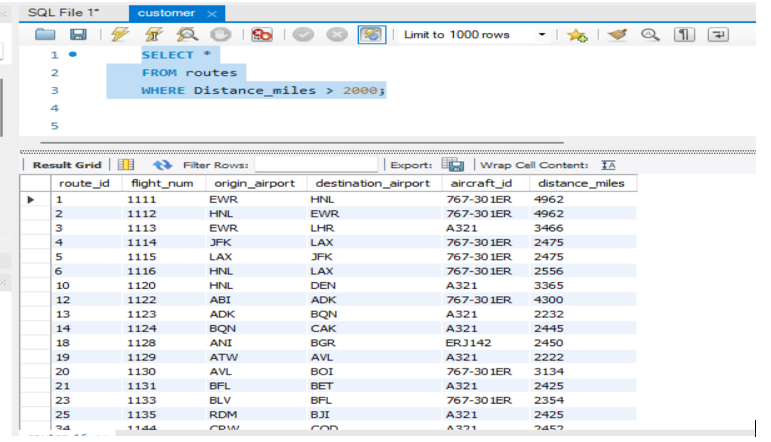 SQL File 1*
customer
Limit to 1000 rows
1 SELECT *
2 FROM routes
3 WHERE Distance_miles > 2000;
4
5
Result Grid Filter Rows: Export: Wrap Cell Content:
route_id flight_num origin_airport destination_airport aircraft_id distance_miles
1 1111 EWR HNL 767-301ER 4962
2 1112 HNL EWR 767-301ER 4962
3 1113 EWR LHR A321 3466
4 1114 JFK LAX 767-301ER 2475
5 1115 LAX JFK 767-301ER 2475
6 1116 HNL LAX 767-301ER 2556
10 1120 HNL DEN A321 3365
12 1122 ABI ADK 767-301ER 4300
13 1123 ADK BQN A321 2232
14 1124 BQN CAK A321 2445
18 1128 ANI BGR ERJ142 2450
19 1129 ATW AVL A321 2222
20 1130 AVL BOI 767-301ER 3134
21 1131 BFL BET A321 2425
23 1133 BLV BFL 767-301ER 2354
25 1135 RDM BJI A321 2425
34 1144 CRW COD A321 2452